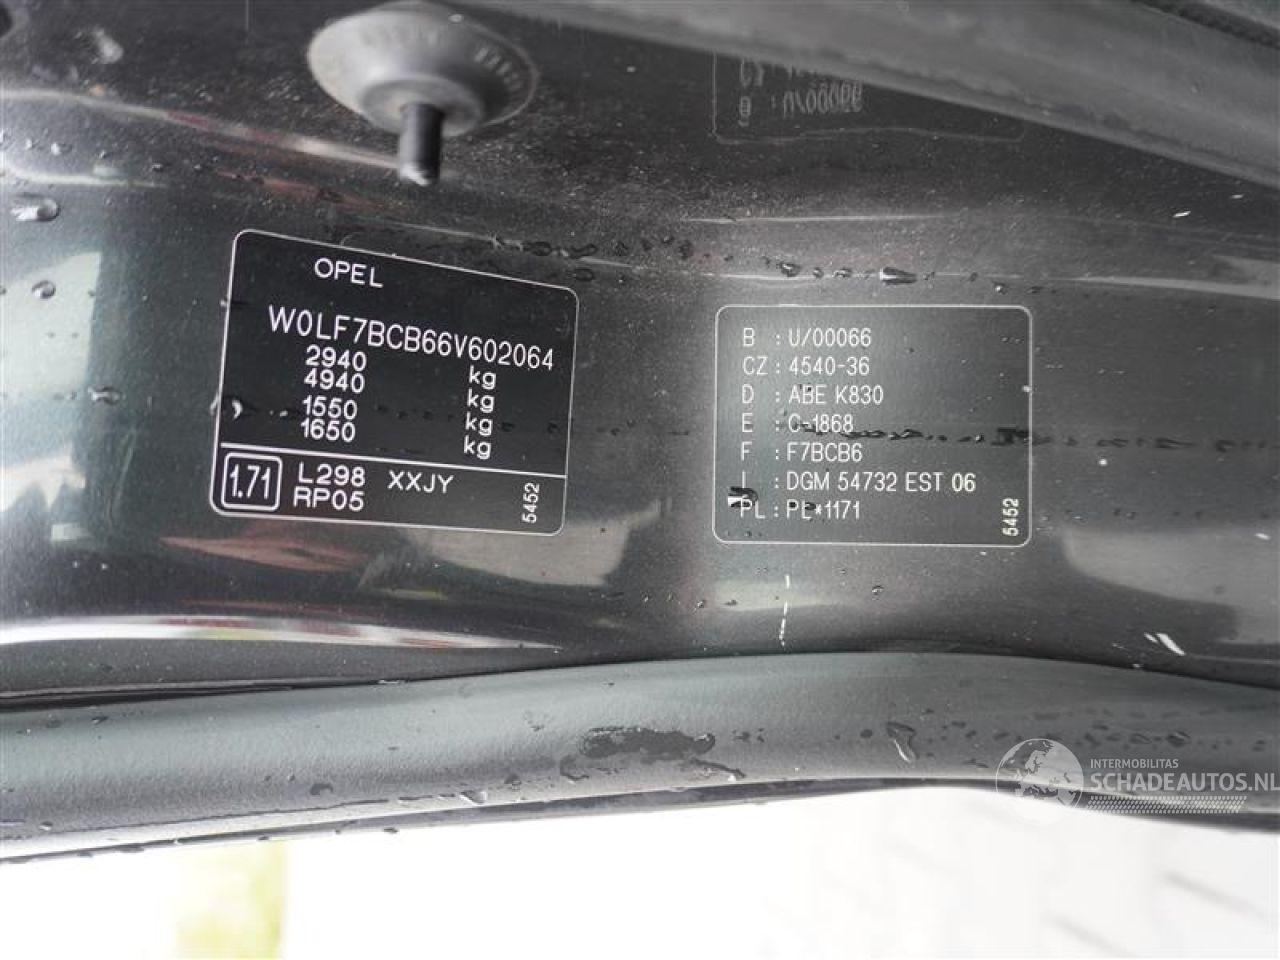 OPEL
W0LF7BCB66V602064
2940 kg
4940 kg
1550 kg
1650 kg
1.71 L298 XXJY
RP05
5452
B : U/00066
CZ : 4540-36
D : ABE K830
E : C-1868
F : F7BCB6
I : DGM 54732 EST 06
PL : PL*1171
5452
INTERMOBILITAS
SCHADEAUTOS.NL